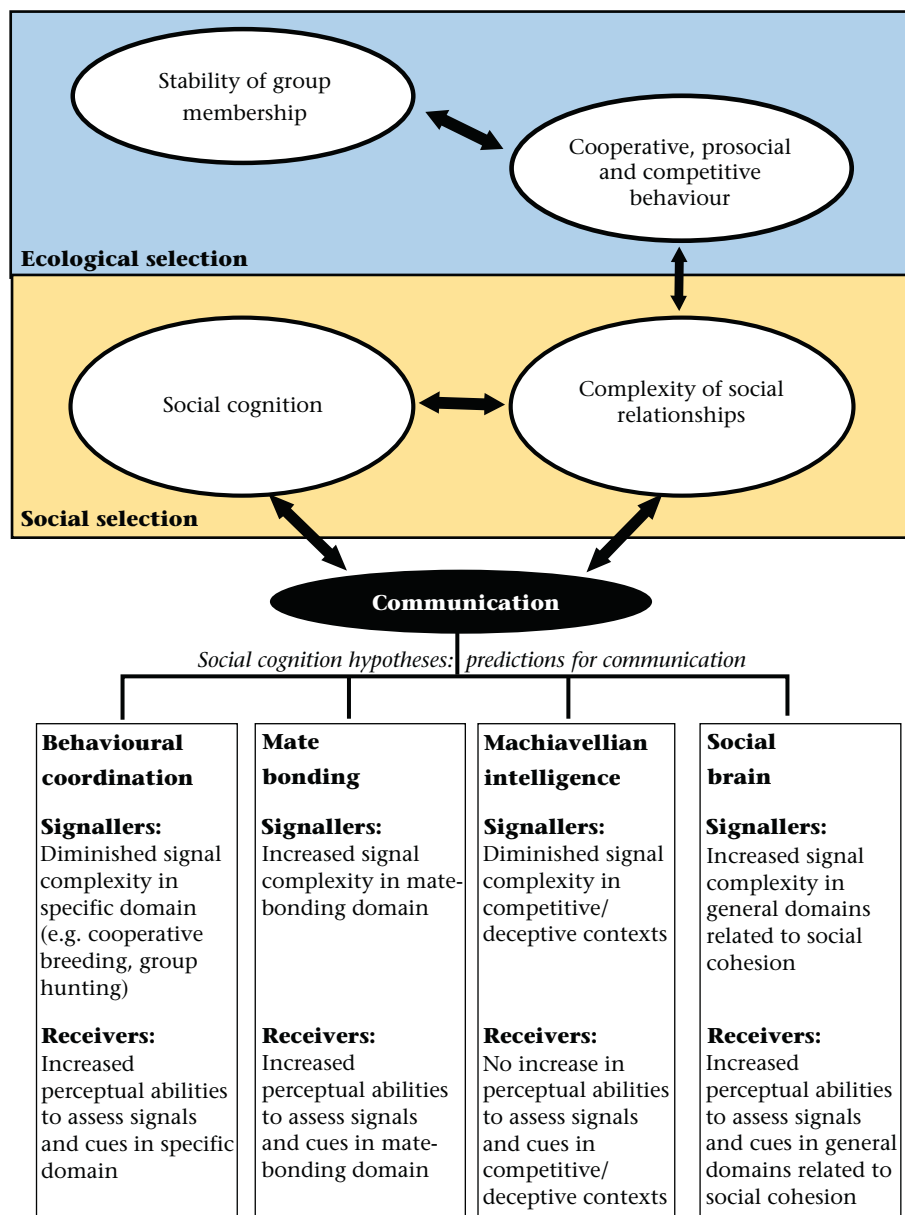 Stability of group
membership
Cooperative, prosocial
and competitive
behaviour
Ecological selection
Social cognition
Complexity of social
relationships
Social selection
Communication
Social cognition hypotheses: predictions for communication
Behavioural
coordination
Signallers:
Diminished signal
complexity in
specific domain
(e.g. cooperative
breeding, group
hunting)
Receivers:
Increased
perceptual abilities
to assess signals
and cues in specific
domain
Mate
bonding
Signallers:
Increased signal
complexity in mate-
bonding domain
Receivers:
Increased
perceptual abilities
to assess signals
and cues in mate-
bonding domain
Machiavellian
intelligence
Signallers:
Diminished signal
complexity in
competitive/
deceptive contexts
Receivers:
No increase in
perceptual abilities
to assess signals
and cues in
competitive/
deceptive contexts
Social
brain
Signallers:
Increased signal
complexity in
general domains
related to social
cohesion
Receivers:
Increased
perceptual abilities
to assess signals
and cues in general
domains related to
social cohesion